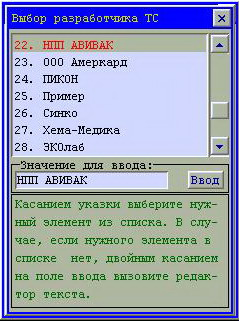 Выбор разработчика ТС
22. НПП АВИВАК
23. ООО Амеркард
24. ПИКОН
25. Пример
26. Синко
27. Хема-Медика
28. ЭКОлаб
Значение для ввода:
НПП АВИВАК Ввод
Касанием указки выберите нуж-
ный элемент из списка. В слу-
чае, если нужного элемента в
списке нет, двойным касанием
на поле ввода вызовите редак-
тор текста.